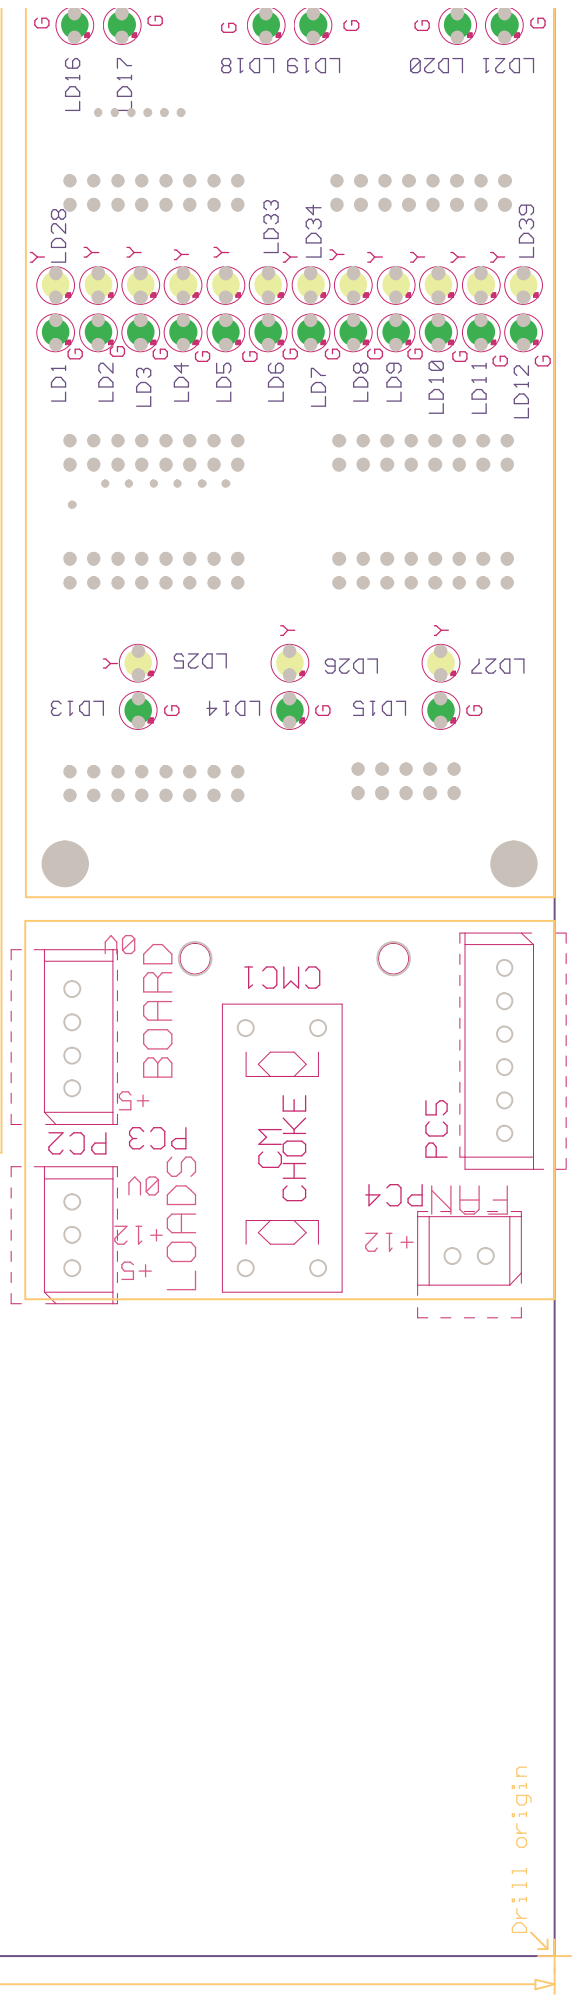 G G G G G G
LD16 LD17 LD18 LD19 LD20 LD21
LD28 LD33 LD34 LD39
Y Y Y Y Y Y Y Y Y Y Y
G G G G G G G G G G G G
LD1 LD2 LD3 LD4 LD5 LD6 LD7 LD8 LD9 LD10 LD11 LD12
Y Y Y
LD25 LD26 LD27
LD13 G LD14 G LD15 G
0V
BOARD
CMC1
+5
PC2
PC3
CM
CHOKE
PC5
0V
LOADS
PC4
FAN
+12
+12
+5
Drill origin